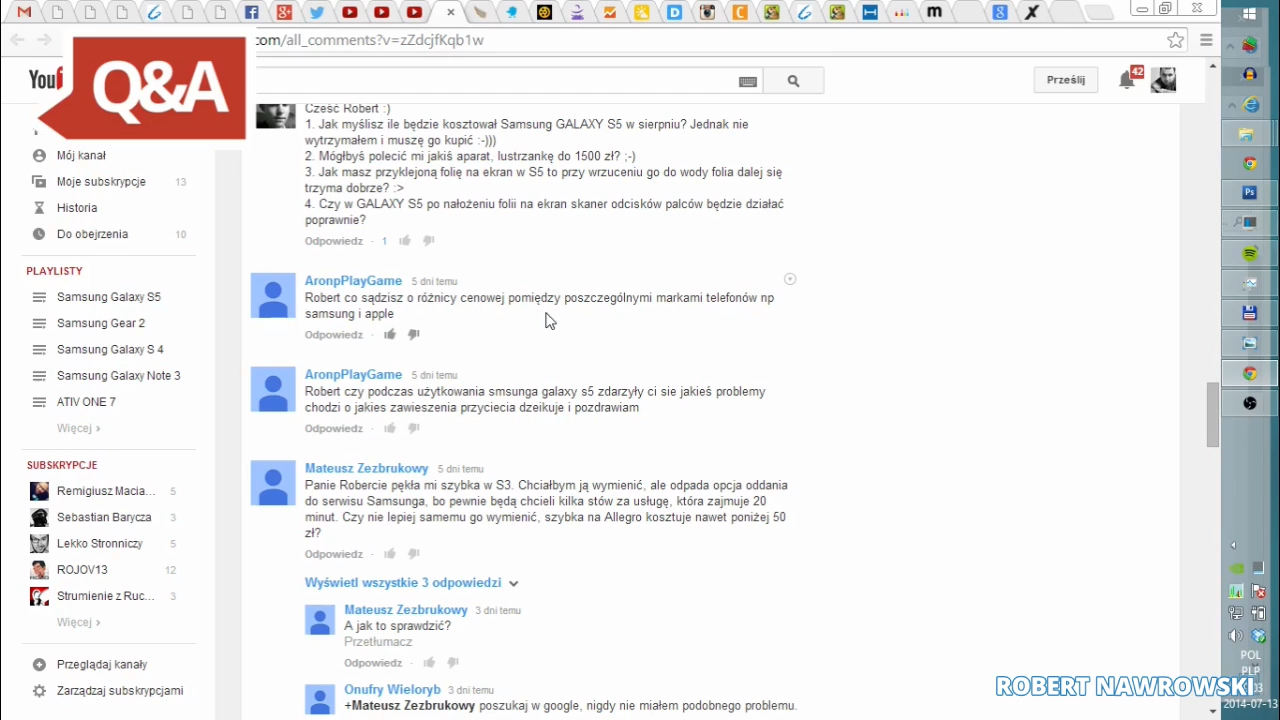 com/all_comments?v=zZdcjfKqb1w
You
Q&A
Prześlij
42
Cześć Robert :)
1. Jak myślisz ile będzie kosztował Samsung GALAXY S5 w sierpniu? Jednak nie
wytrzymałem i muszę go kupić :-)))
2. Mógłbyś polecić mi jakiś aparat, lustrzankę do 1500 zł? ;-)
3. Jak masz przyklejoną folię na ekran w S5 to przy wrzuceniu go do wody folia dalej się
trzyma dobrze? :>
4. Czy w GALAXY S5 po nałożeniu folii na ekran skaner odcisków palców będzie działać
poprawnie?
Odpowiedz · 1
AronpPlayGame 5 dni temu
Robert co sądzisz o różnicy cenowej pomiędzy poszczególnymi markami telefonów np
samsung i apple
Odpowiedz ·
AronpPlayGame 5 dni temu
Robert czy podczas użytkowania smsunga galaxy s5 zdarzyły ci sie jakieś problemy
chodzi o jakies zawieszenia przyciecia dzeikuje i pozdrawiam
Odpowiedz ·
Mateusz Zezbrukowy 5 dni temu
Panie Robercie pękła mi szybka w S3. Chciałbym ją wymienić, ale odpada opcja oddania
do serwisu Samsunga, bo pewnie będą chcieli kilka stów za usługę, która zajmuje 20
minut. Czy nie lepiej samemu go wymienić, szybka na Allegro kosztuje nawet poniżej 50
zł?
Odpowiedz ·
Wyświetl wszystkie 3 odpowiedzi
Mateusz Zezbrukowy 3 dni temu
A jak to sprawdzić?
Przetłumacz
Odpowiedz ·
Onufry Wieloryb 3 dni temu
+Mateusz Zezbrukowy poszukaj w google, nigdy nie miałem podobnego problemu.
Mój kanał
Moje subskrypcje 13
Historia
Do obejrzenia 10
PLAYLISTY
Samsung Galaxy S5
Samsung Gear 2
Samsung Galaxy S 4
Samsung Galaxy Note 3
ATIV ONE 7
Więcej ›
SUBSKRYPCJE
Remigiusz Macia... 5
Sebastian Barycza 3
Lekko Stronniczy 5
ROJOV13 12
Strumienie z Ruc... 3
Więcej ›
Przeglądaj kanały
Zarządzaj subskrypcjami
POL
PLP
ROBERT NAWROWSKI
2014-07-13